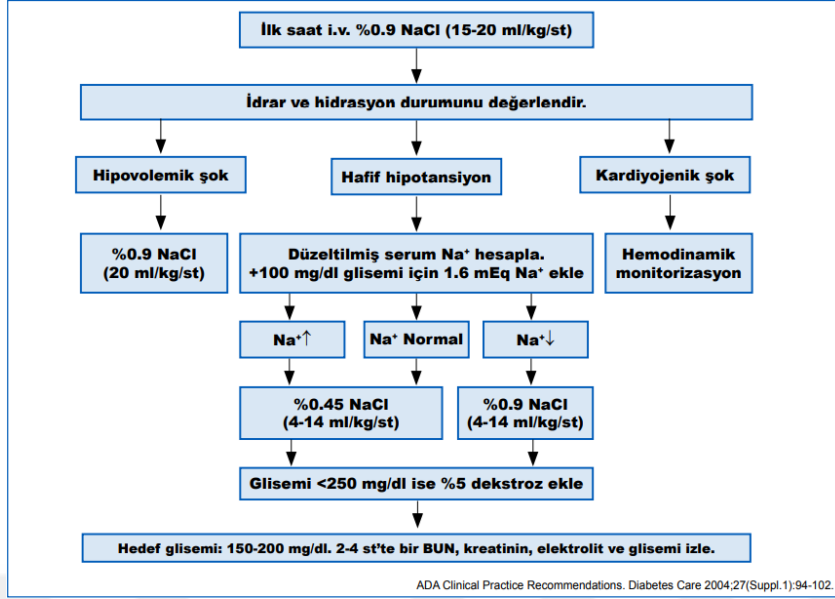 İlk saat i.v. %0.9 NaCl (15-20 ml/kg/st)
İdrar ve hidrasyon durumunu değerlendir.
Hipovolemik şok
Hafif hipotansiyon
Kardiyojenik şok
%0.9 NaCl
(20 ml/kg/st)
Düzeltilmiş serum Na⁺ hesapla.
+100 mg/dl glisemi için 1.6 mEq Na⁺ ekle
Hemodinamik
monitorizasyon
Na⁺↑
Na⁺ Normal
Na⁺↓
%0.45 NaCl
(4-14 ml/kg/st)
%0.9 NaCl
(4-14 ml/kg/st)
Glisemi <250 mg/dl ise %5 dekstroz ekle
Hedef glisemi: 150-200 mg/dl. 2-4 st'te bir BUN, kreatinin, elektrolit ve glisemi izle.
ADA Clinical Practice Recommendations. Diabetes Care 2004;27(Suppl.1):94-102.